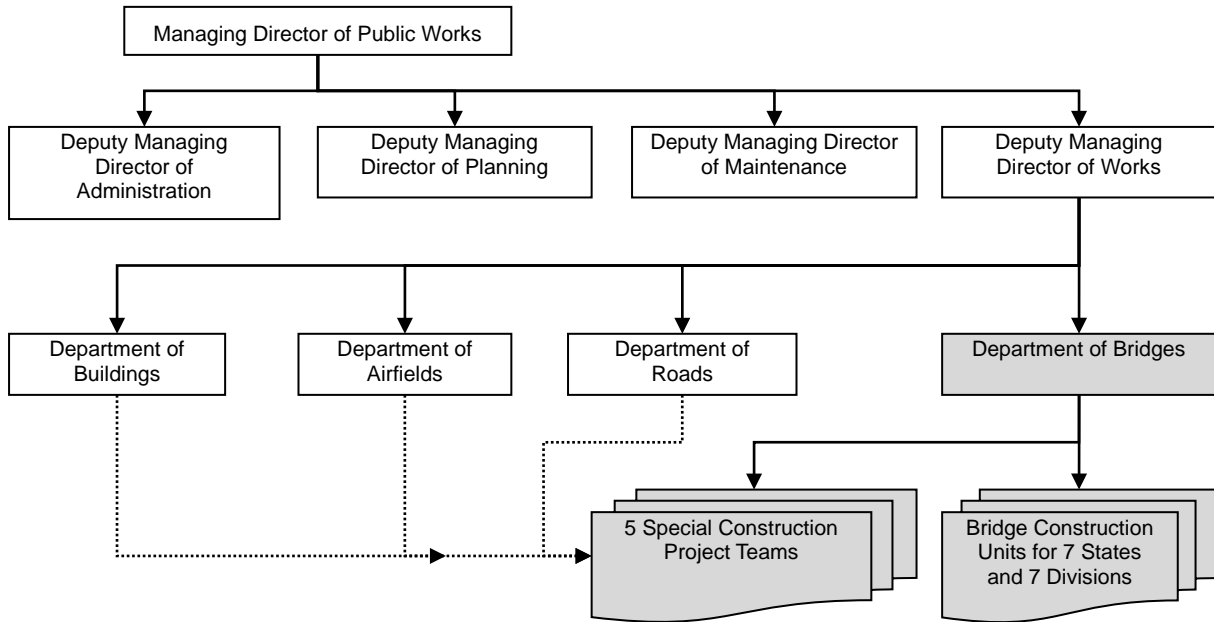 Managing Director of Public Works
Deputy Managing
Director of
Administration
Deputy Managing
Director of Planning
Deputy Managing Director
of Maintenance
Deputy Managing
Director of Works
Department of
Buildings
Department of
Airfields
Department of
Roads
Department of Bridges
5 Special Construction
Project Teams
Bridge Construction
Units for 7 States
and 7 Divisions